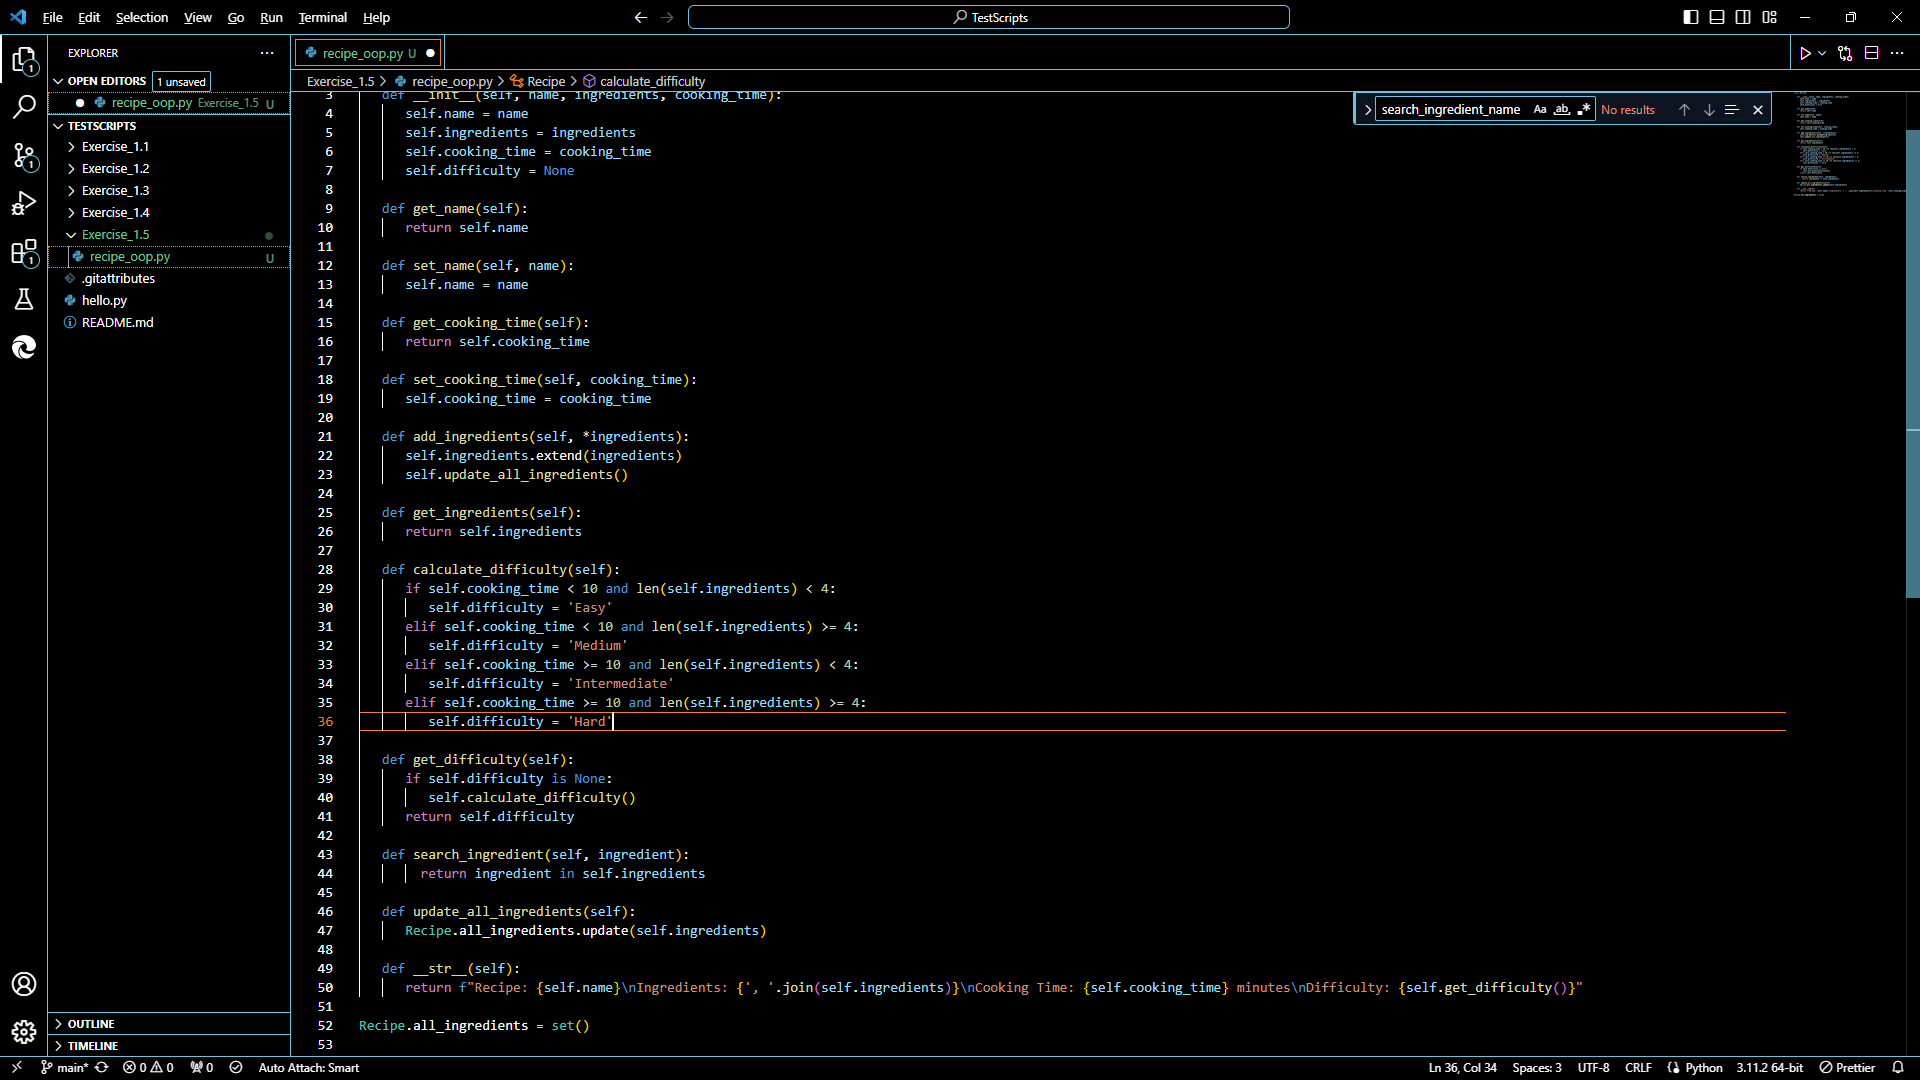 File Edit Selection View Go Run Terminal Help
TestScripts
EXPLORER
OPEN EDITORS 1 unsaved
recipe_oop.py Exercise_1.5 U
TESTSCRIPTS
Exercise_1.1
Exercise_1.2
Exercise_1.3
Exercise_1.4
Exercise_1.5
recipe_oop.py U
.gitattributes
hello.py
README.md
OUTLINE
TIMELINE
recipe_oop.py U
Exercise_1.5 > recipe_oop.py > Recipe > calculate_difficulty
search_ingredient_name Aa ab .* No results
3 def __init__(self, name, ingredients, cooking_time):
4 self.name = name
5 self.ingredients = ingredients
6 self.cooking_time = cooking_time
7 self.difficulty = None
8
9 def get_name(self):
10 return self.name
11
12 def set_name(self, name):
13 self.name = name
14
15 def get_cooking_time(self):
16 return self.cooking_time
17
18 def set_cooking_time(self, cooking_time):
19 self.cooking_time = cooking_time
20
21 def add_ingredients(self, *ingredients):
22 self.ingredients.extend(ingredients)
23 self.update_all_ingredients()
24
25 def get_ingredients(self):
26 return self.ingredients
27
28 def calculate_difficulty(self):
29 if self.cooking_time < 10 and len(self.ingredients) < 4:
30 self.difficulty = 'Easy'
31 elif self.cooking_time < 10 and len(self.ingredients) >= 4:
32 self.difficulty = 'Medium'
33 elif self.cooking_time >= 10 and len(self.ingredients) < 4:
34 self.difficulty = 'Intermediate'
35 elif self.cooking_time >= 10 and len(self.ingredients) >= 4:
36 self.difficulty = 'Hard'
37
38 def get_difficulty(self):
39 if self.difficulty is None:
40 self.calculate_difficulty()
41 return self.difficulty
42
43 def search_ingredient(self, ingredient):
44 return ingredient in self.ingredients
45
46 def update_all_ingredients(self):
47 Recipe.all_ingredients.update(self.ingredients)
48
49 def __str__(self):
50 return f"Recipe: {self.name}\nIngredients: {', '.join(self.ingredients)}\nCooking Time: {self.cooking_time} minutes\nDifficulty: {self.get_difficulty()}"
51
52 Recipe.all_ingredients = set()
53
main* 0 0 0 Auto Attach: Smart Ln 36, Col 34 Spaces: 3 UTF-8 CRLF Python 3.11.2 64-bit Prettier